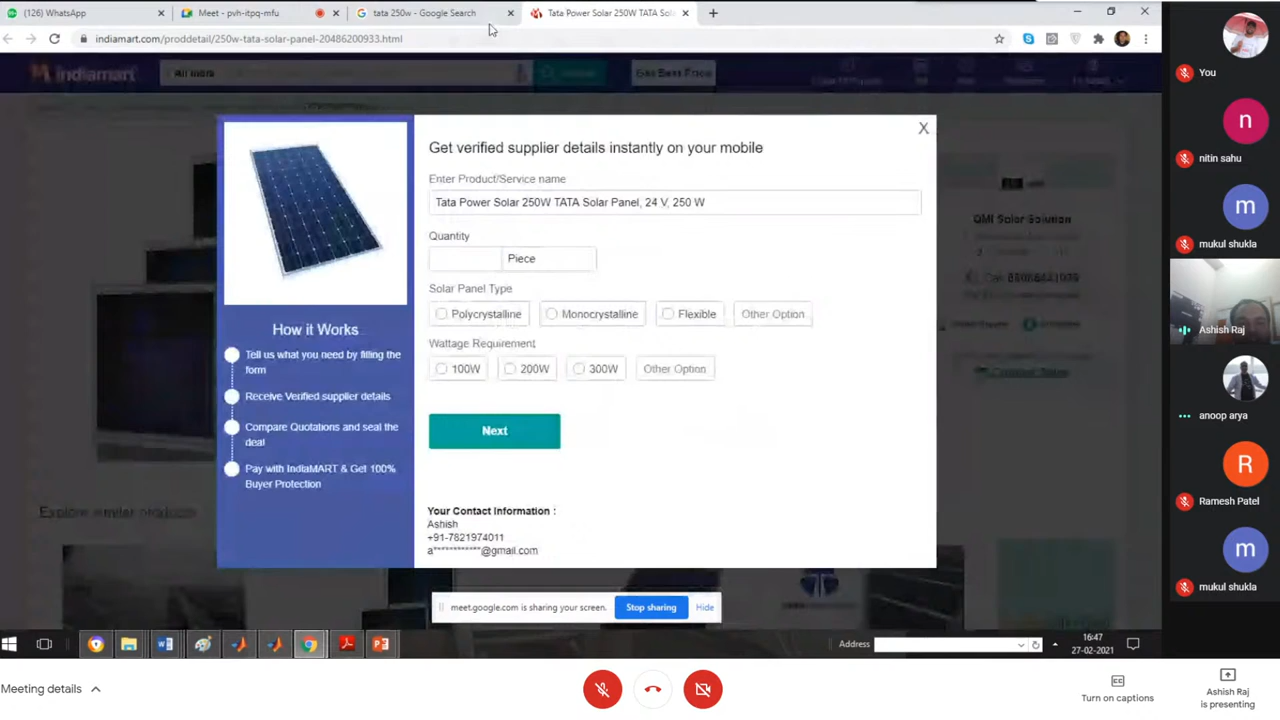 (126) WhatsApp
Meet - pvh-itpq-mfu
tata 250w - Google Search
Tata Power Solar 250W TATA Sol
indiamart.com/proddetail/250w-tata-solar-panel-20486200933.html
indiamart
All India
Get Best Price
X
Get verified supplier details instantly on your mobile
Enter Product/Service name
Tata Power Solar 250W TATA Solar Panel, 24 V, 250 W
Quantity
Piece
Solar Panel Type
Polycrystalline
Monocrystalline
Flexible
Other Option
Wattage Requirement
100W
200W
300W
Other Option
Next
Your Contact Information :
Ashish
+91-7821974011
a***********@gmail.com
How it Works
Tell us what you need by filling the
form
Receive Verified supplier details
Compare Quotations and seal the
deal
Pay with IndiaMART & Get 100%
Buyer Protection
QMI Solar Solution
Explore similar products
meet.google.com is sharing your screen.
Stop sharing
Hide
Address
16:47
27-02-2021
You
n
nitin sahu
m
mukul shukla
Ashish Raj
anoop arya
R
Ramesh Patel
m
mukul shukla
Meeting details
CC
Turn on captions
Ashish Raj
is presenting